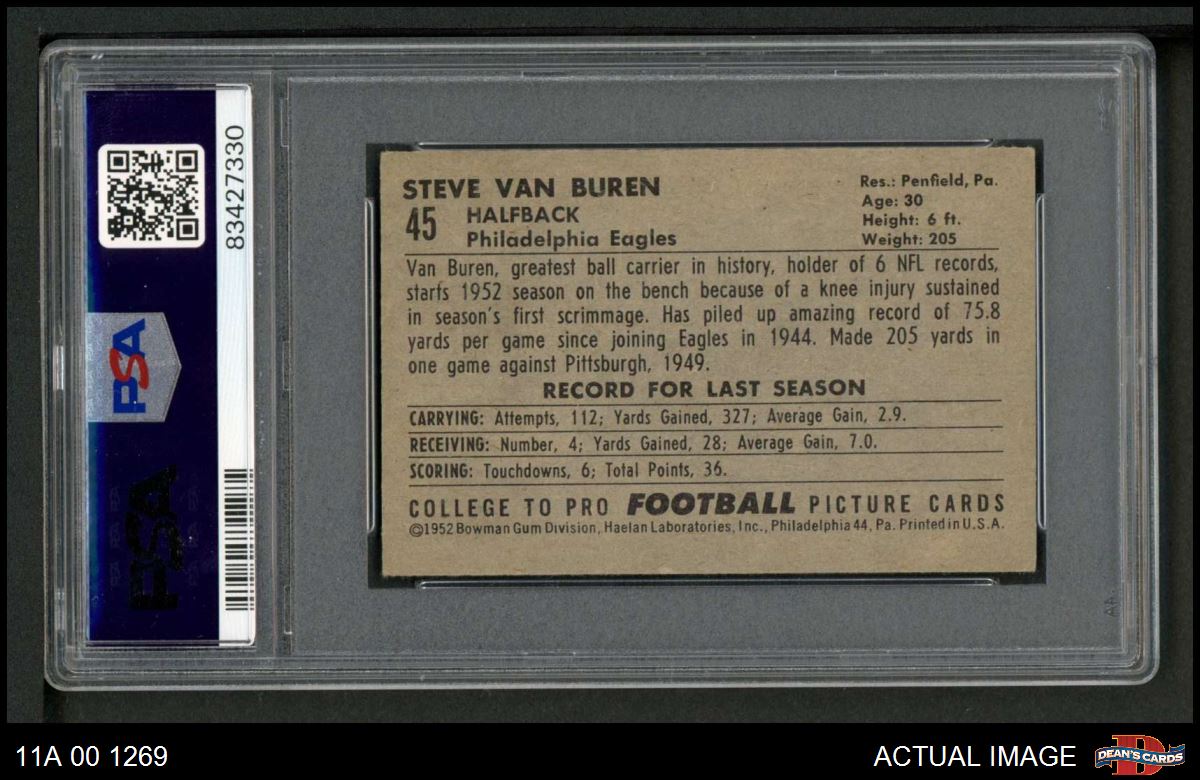 83427330
PSA
PSA
STEVE VAN BUREN
45 HALFBACK
Philadelphia Eagles
Res.: Penfield, Pa.
Age: 30
Height: 6 ft.
Weight: 205
Van Buren, greatest ball carrier in history, holder of 6 NFL records,
starfs 1952 season on the bench because of a knee injury sustained
in season's first scrimmage. Has piled up amazing record of 75.8
yards per game since joining Eagles in 1944. Made 205 yards in
one game against Pittsburgh, 1949.
RECORD FOR LAST SEASON
CARRYING: Attempts, 112; Yards Gained, 327; Average Gain, 2.9.
RECEIVING: Number, 4; Yards Gained, 28; Average Gain, 7.0.
SCORING: Touchdowns, 6; Total Points, 36.
COLLEGE TO PRO FOOTBALL PICTURE CARDS
©1952 Bowman Gum Division, Haelan Laboratories, Inc., Philadelphia 44, Pa. Printed in U.S.A.
11A 00 1269
ACTUAL IMAGE
D
DEAN'S CARDS